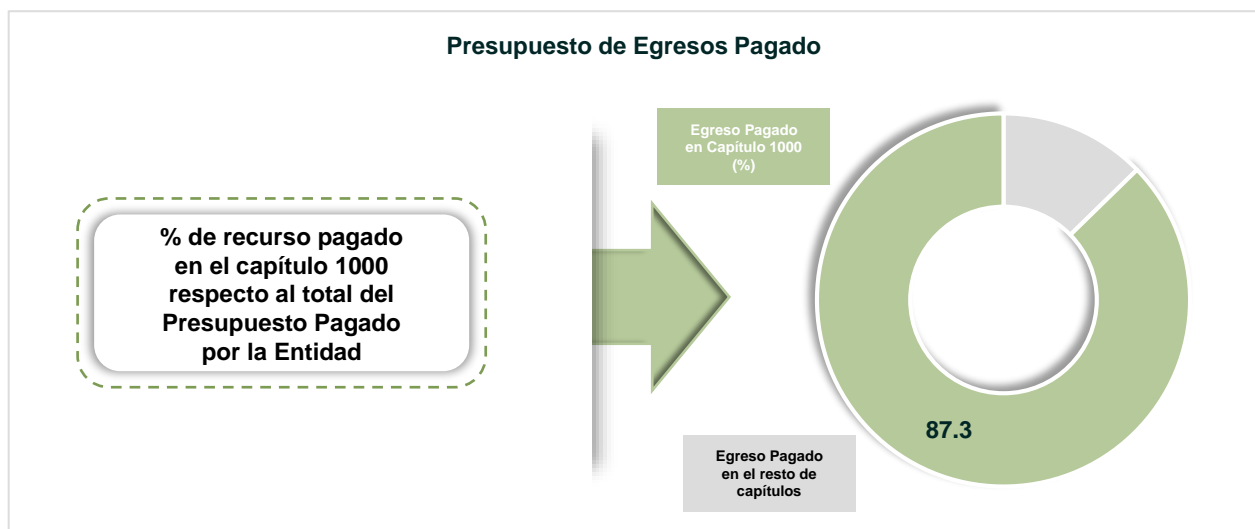 Presupuesto de Egresos Pagado
Egreso Pagado
en Capítulo 1000
(%)
% de recurso pagado
en el capítulo 1000
respecto al total del
Presupuesto Pagado
por la Entidad
87.3
Egreso Pagado
en el resto de
capítulos